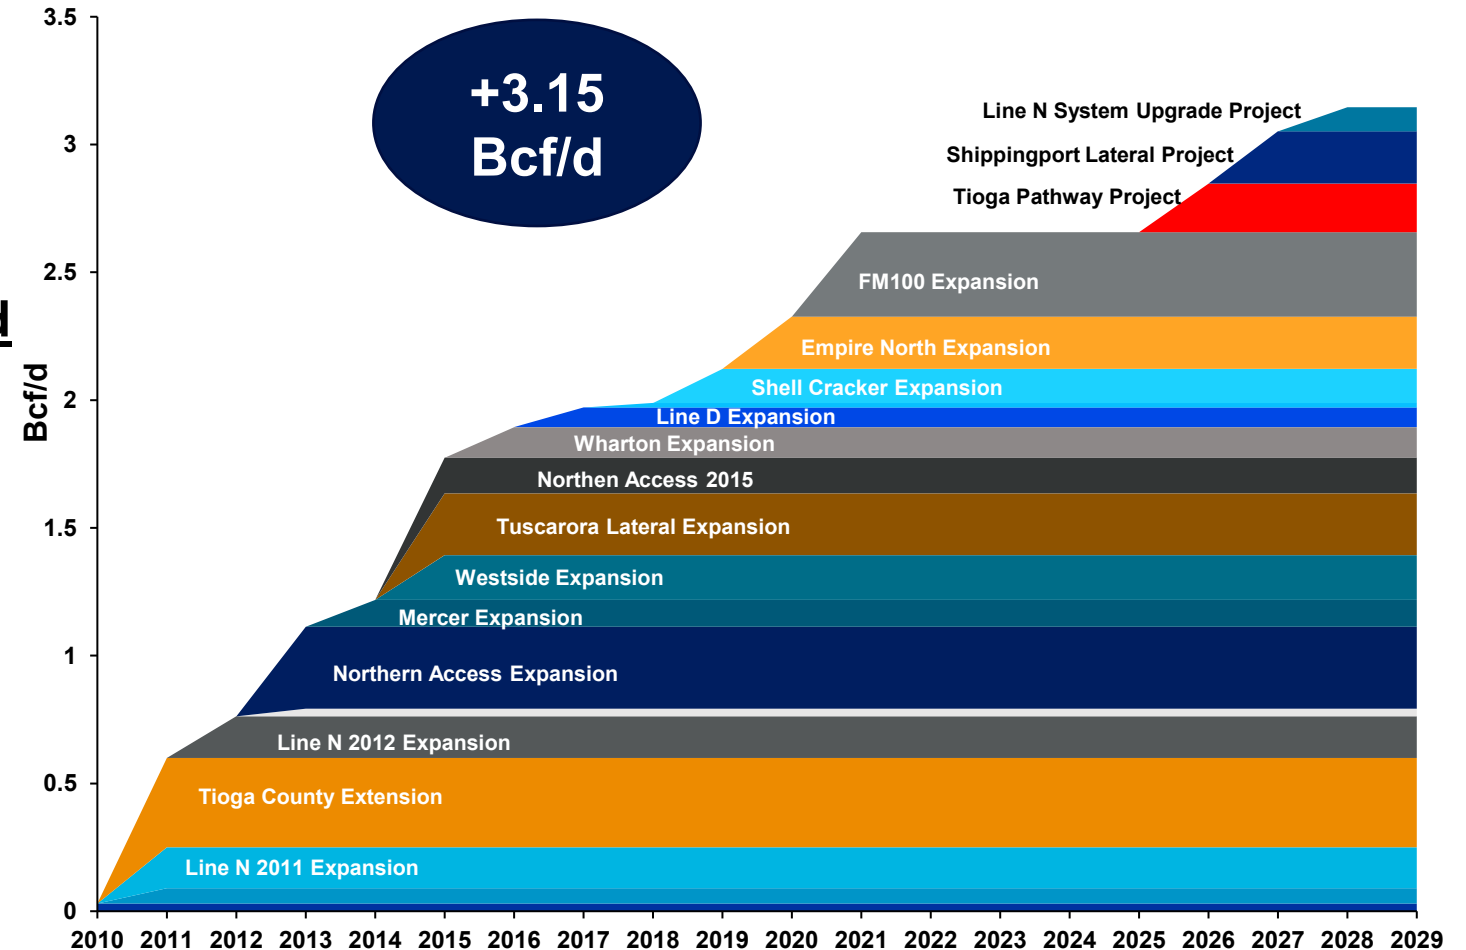 3.5
3
2.5
2
1.5
1
0.5
0
Bcf/d
+3.15
Bcf/d
Line N System Upgrade Project
Shippingport Lateral Project
Tioga Pathway Project
FM100 Expansion
Empire North Expansion
Shell Cracker Expansion
Line D Expansion
Wharton Expansion
Northen Access 2015
Tuscarora Lateral Expansion
Westside Expansion
Mercer Expansion
Northern Access Expansion
Line N 2012 Expansion
Tioga County Extension
Line N 2011 Expansion
2010 2011 2012 2013 2014 2015 2016 2017 2018 2019 2020 2021 2022 2023 2024 2025 2026 2027 2028 2029